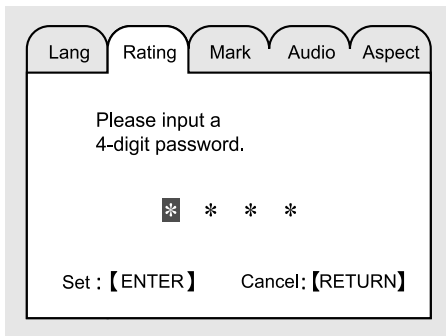 Lang Rating Mark Audio Aspect
Please input a
4-digit password.
* * * *
Set :【ENTER】 Cancel:【RETURN】